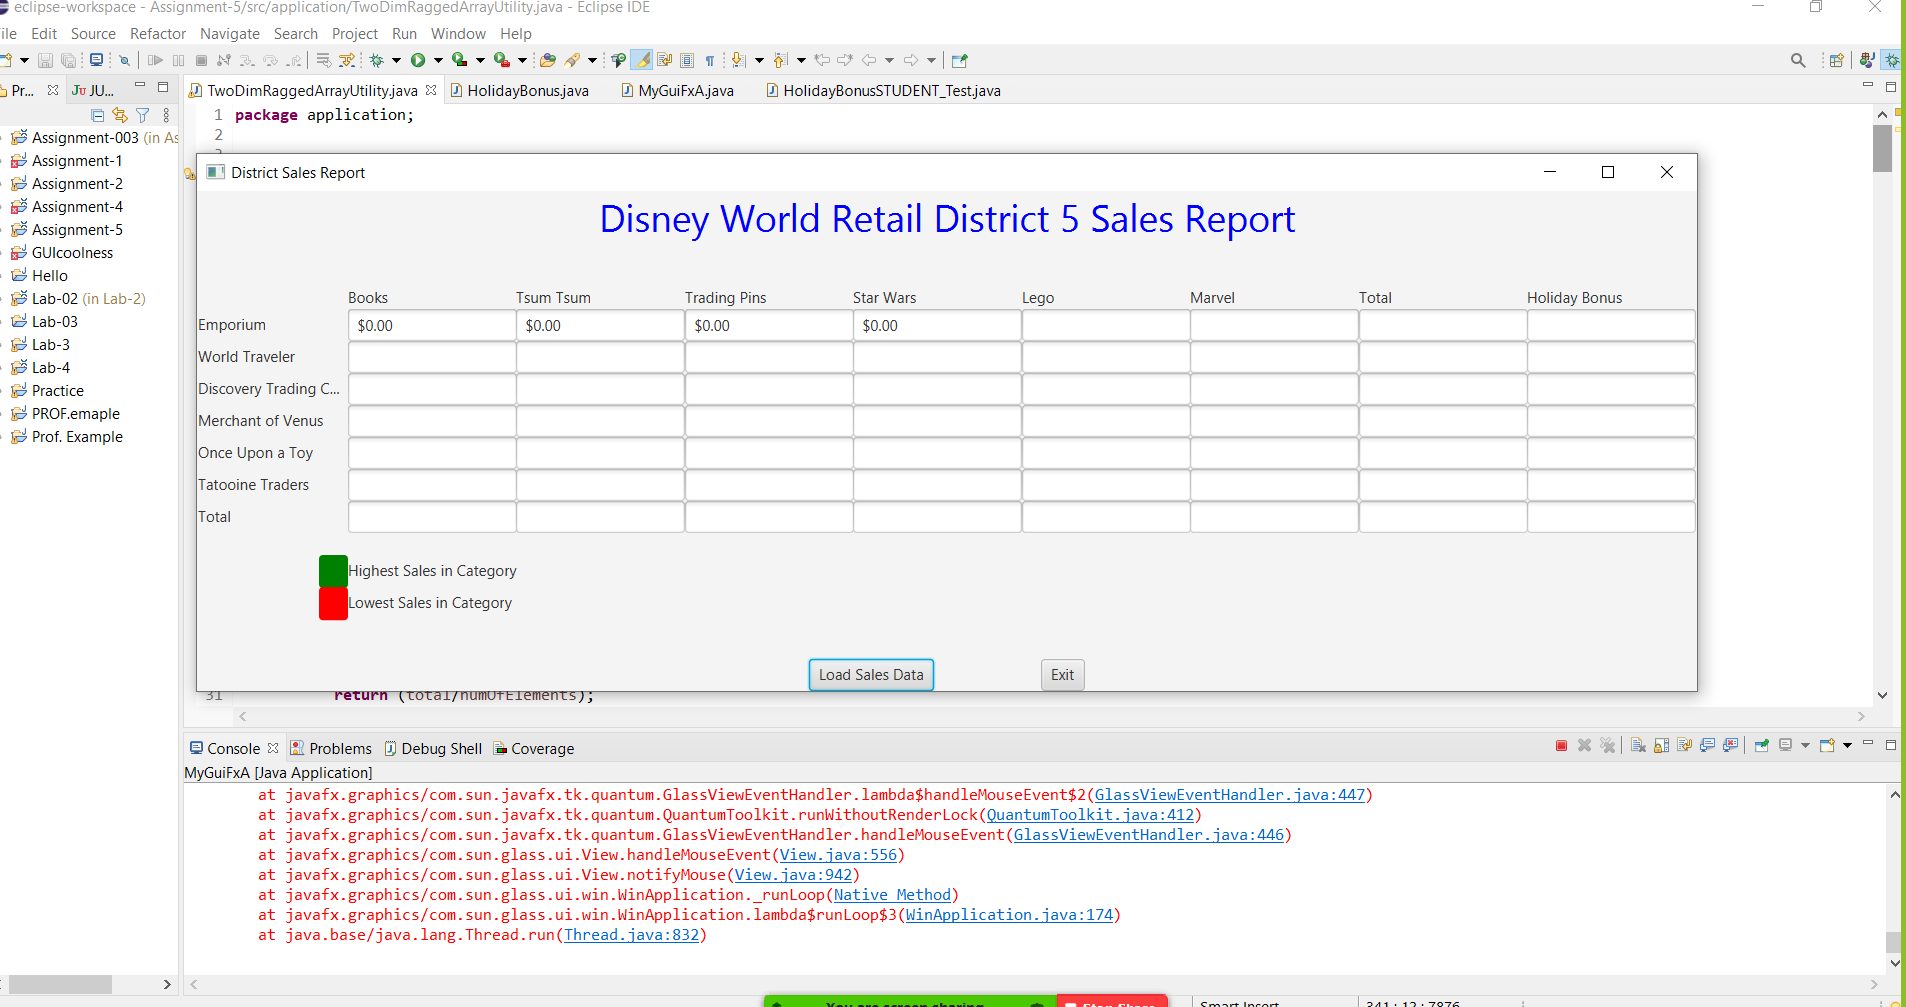 eclipse-workspace - Assignment-5/src/application/TwoDimRaggedArrayUtility.java - Eclipse IDE
ile Edit Source Refactor Navigate Search Project Run Window Help
Pr... JU... TwoDimRaggedArrayUtility.java HolidayBonus.java MyGuiFxA.java HolidayBonusSTUDENT_Test.java
Assignment-003 (in As
Assignment-1
Assignment-2
Assignment-4
Assignment-5
GUIcoolness
Hello
Lab-02 (in Lab-2)
Lab-03
Lab-3
Lab-4
Practice
PROF.emaple
Prof. Example
1 package application;
2
District Sales Report
Disney World Retail District 5 Sales Report
Books Tsum Tsum Trading Pins Star Wars Lego Marvel Total Holiday Bonus
Emporium $0.00 $0.00 $0.00 $0.00
World Traveler
Discovery Trading C...
Merchant of Venus
Once Upon a Toy
Tatooine Traders
Total
Highest Sales in Category
Lowest Sales in Category
Load Sales Data Exit
31 return (total/numOfElements);
Console Problems Debug Shell Coverage
MyGuiFxA [Java Application]
at javafx.graphics/com.sun.javafx.tk.quantum.GlassViewEventHandler.lambda$handleMouseEvent$2(GlassViewEventHandler.java:447)
at javafx.graphics/com.sun.javafx.tk.quantum.QuantumToolkit.runWithoutRenderLock(QuantumToolkit.java:412)
at javafx.graphics/com.sun.javafx.tk.quantum.GlassViewEventHandler.handleMouseEvent(GlassViewEventHandler.java:446)
at javafx.graphics/com.sun.glass.ui.View.handleMouseEvent(View.java:556)
at javafx.graphics/com.sun.glass.ui.View.notifyMouse(View.java:942)
at javafx.graphics/com.sun.glass.ui.win.WinApplication._runLoop(Native Method)
at javafx.graphics/com.sun.glass.ui.win.WinApplication.lambda$runLoop$3(WinApplication.java:174)
at java.base/java.lang.Thread.run(Thread.java:832)
You are screen sharing Stop Share Smart Insert 341 : 12 : 7876